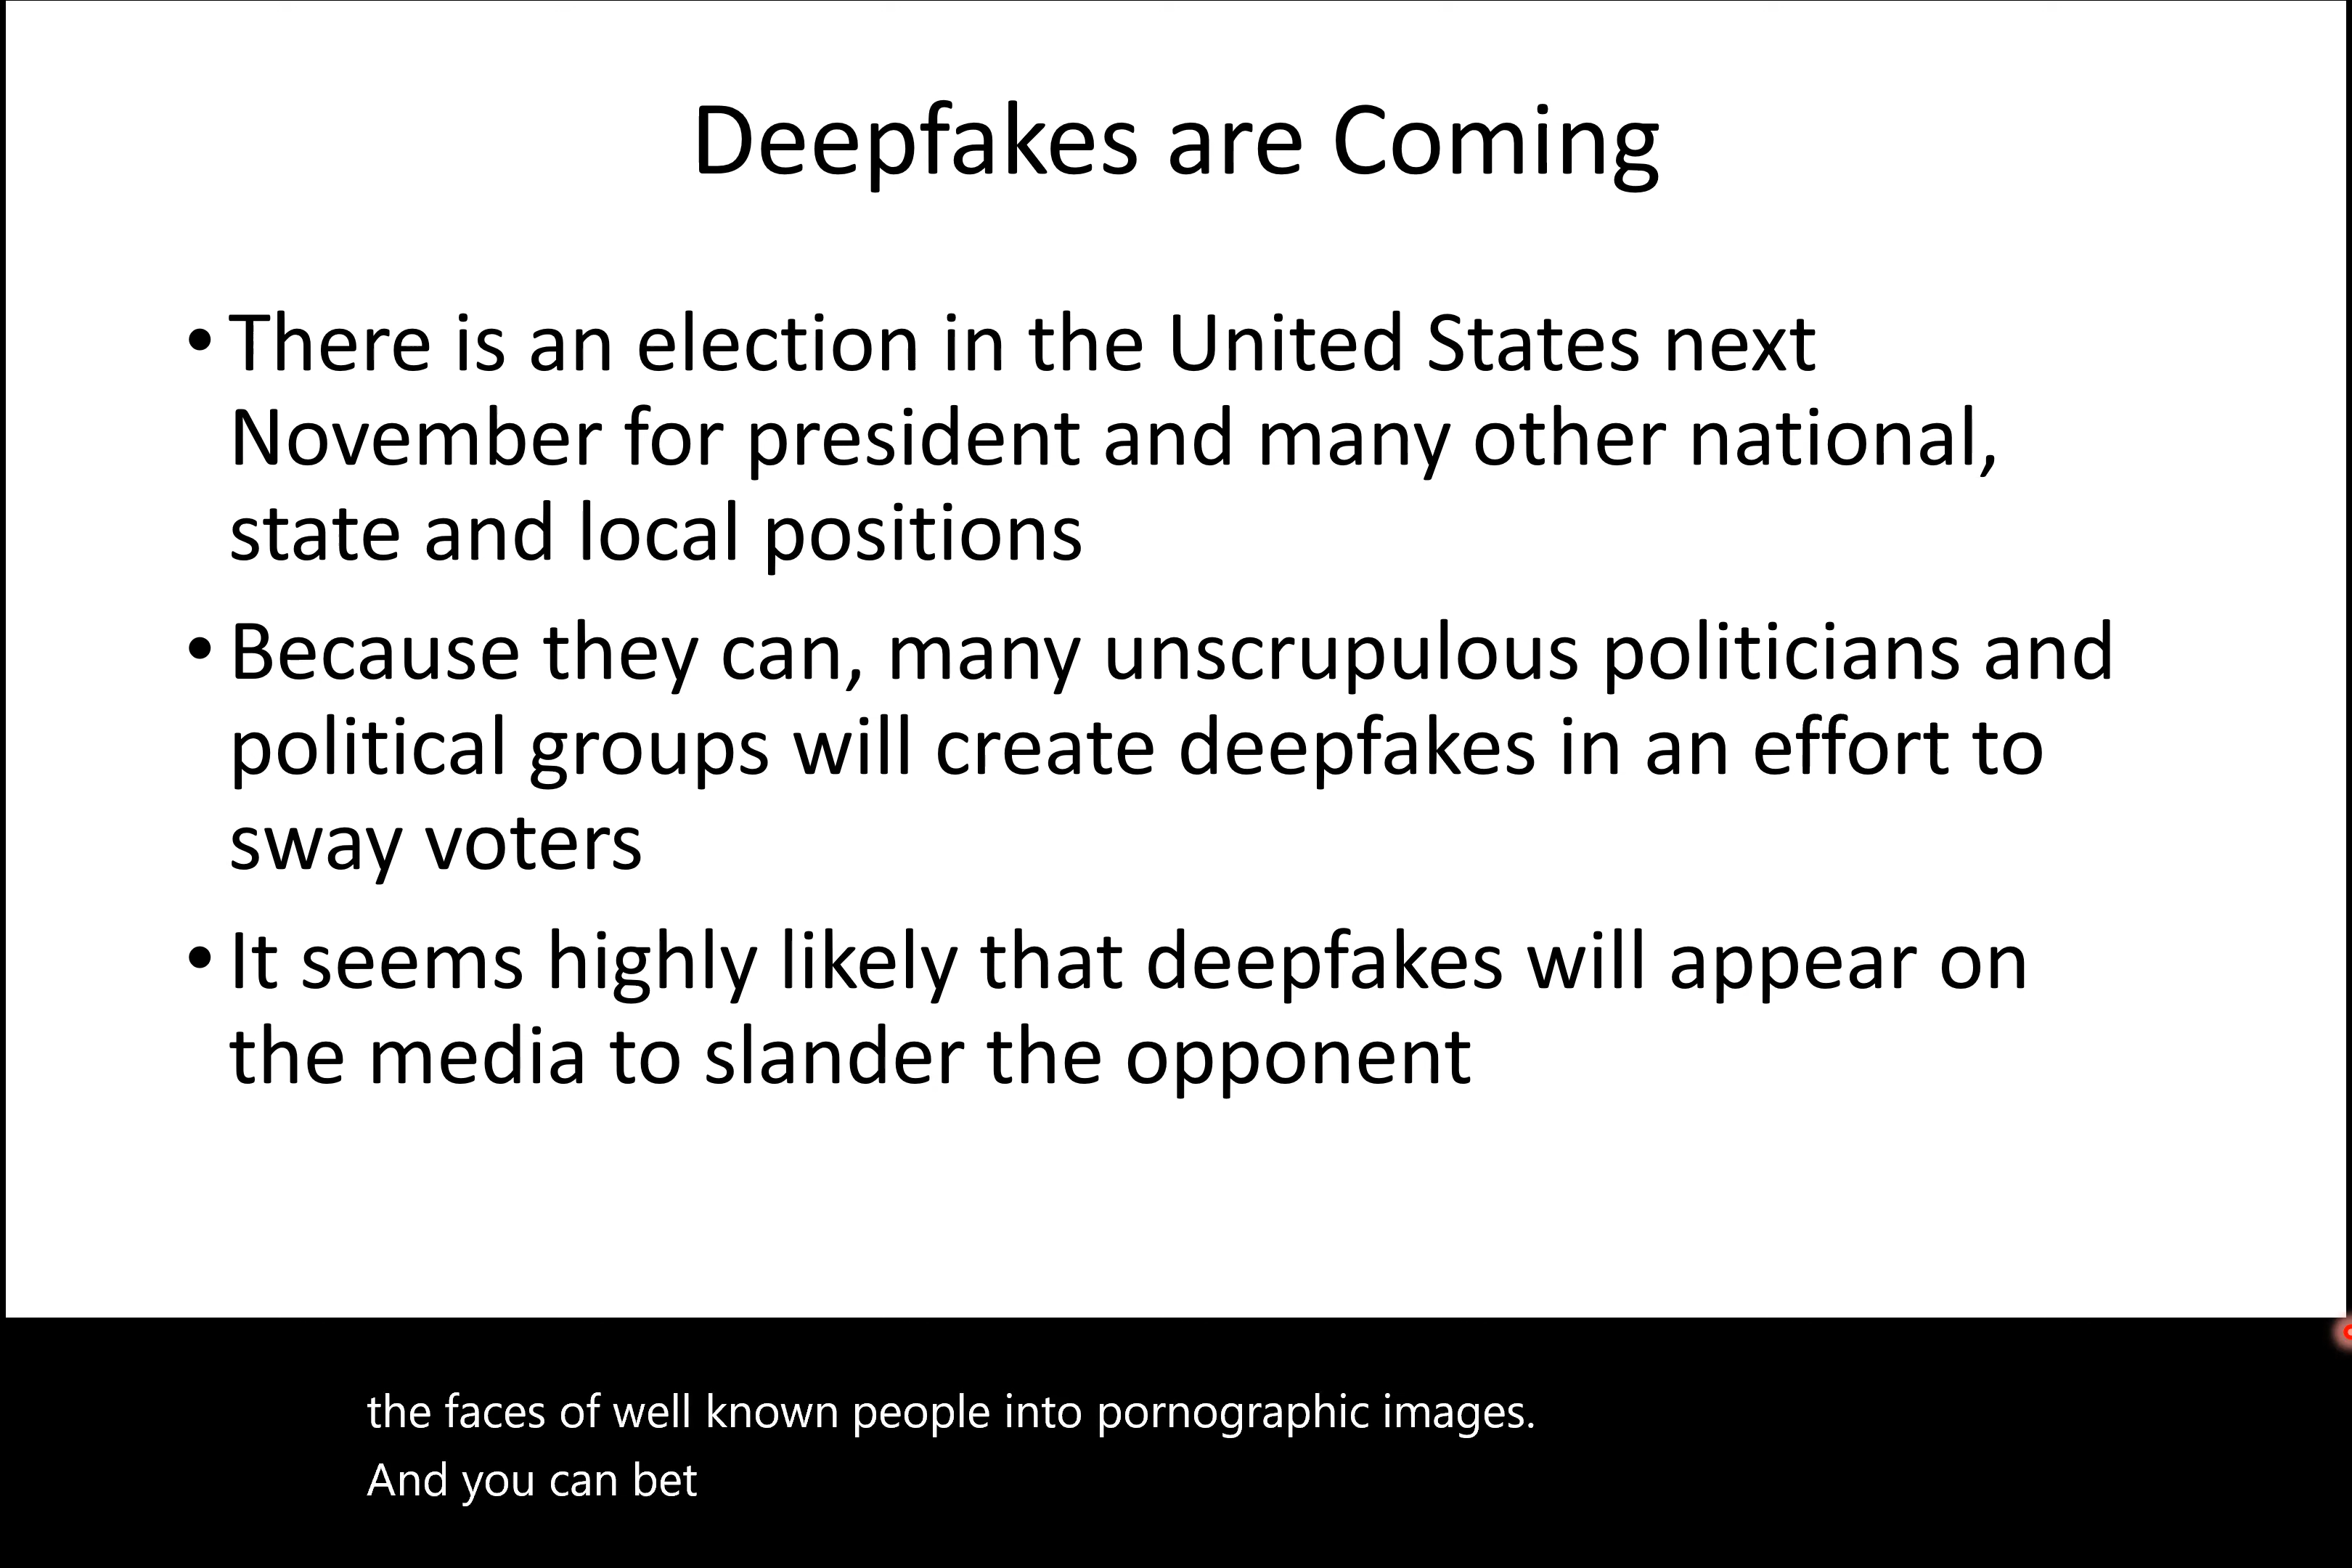 Deepfakes are Coming
• There is an election in the United States next
November for president and many other national,
state and local positions
• Because they can, many unscrupulous politicians and
political groups will create deepfakes in an effort to
sway voters
• It seems highly likely that deepfakes will appear on
the media to slander the opponent
the faces of well known people into pornographic images.
And you can bet